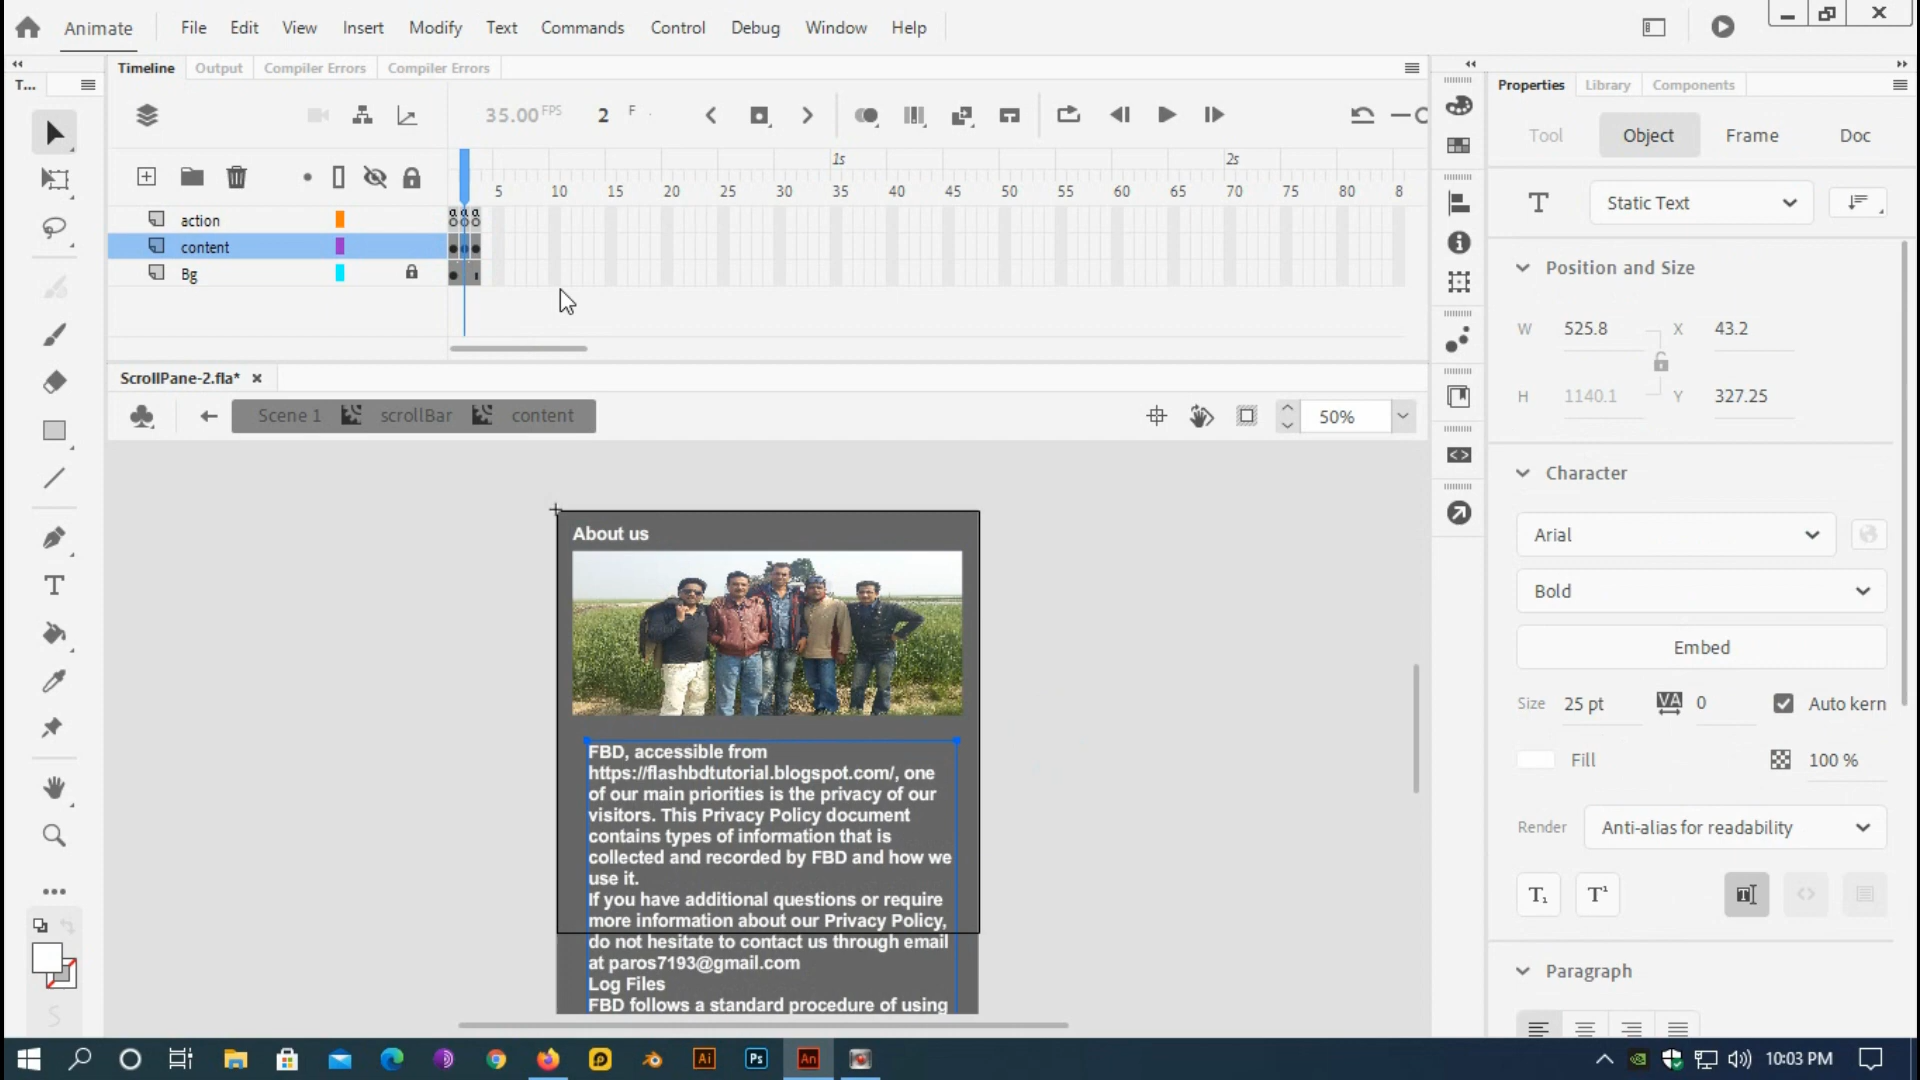 Animate File Edit View Insert Modify Text Commands Control Debug Window Help
T... Timeline Output Compiler Errors Compiler Errors
Properties Library Components
35.00 FPS 2 F
Tool Object Frame Doc
1s 2s
5 10 15 20 25 30 35 40 45 50 55 60 65 70 75 80 8
action
content
Bg
Static Text
Position and Size
W 525.8 X 43.2
H 1140.1 Y 327.25
ScrollPane-2.fla*
Scene 1 scrollBar content
50%
Character
Arial
Bold
Embed
Size 25 pt VA 0 Auto kern
Fill 100 %
Render Anti-alias for readability
T₁ T¹
Paragraph
About us
FBD, accessible from
https://flashbdtutorial.blogspot.com/, one
of our main priorities is the privacy of our
visitors. This Privacy Policy document
contains types of information that is
collected and recorded by FBD and how we
use it.
If you have additional questions or require
more information about our Privacy Policy,
do not hesitate to contact us through email
at paros7193@gmail.com
Log Files
FBD follows a standard procedure of using
Ai Ps An
10:03 PM